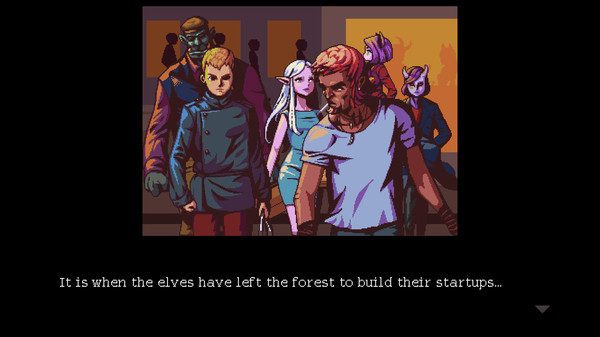 It is when the elves have left the forest to build their startups...